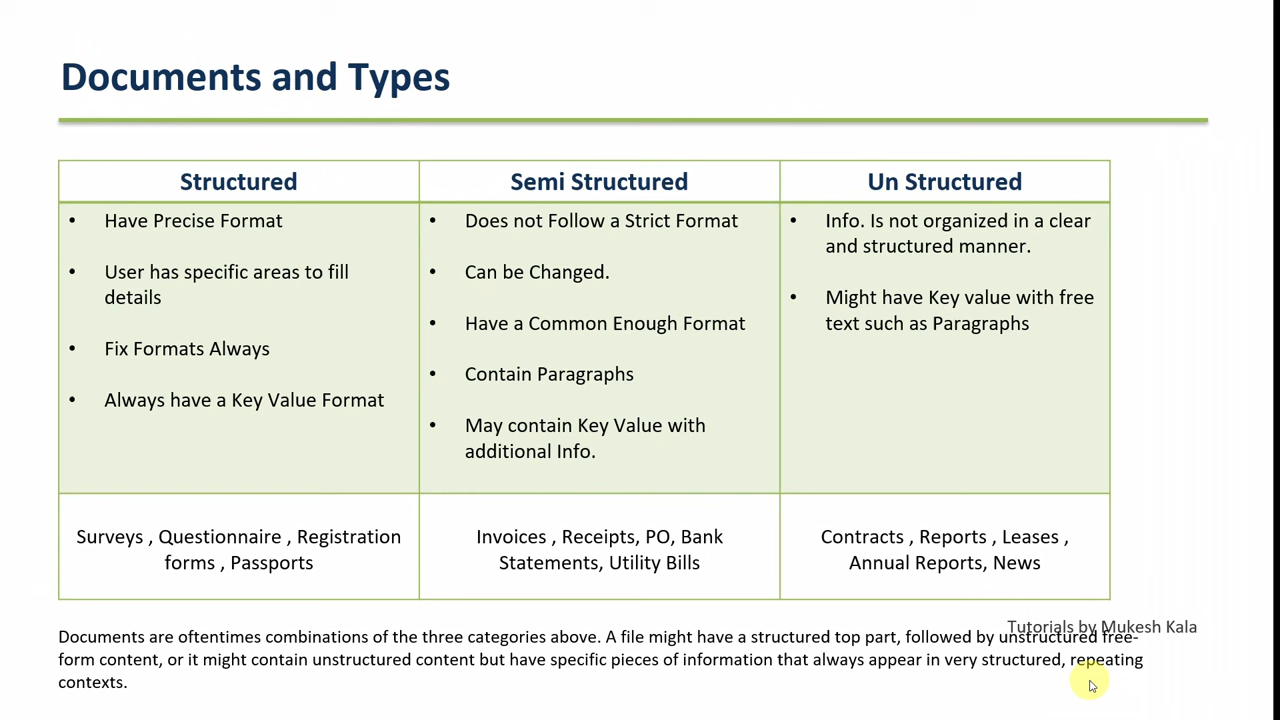 Documents and Types
Structured
Semi Structured
Un Structured
• Have Precise Format
• User has specific areas to fill
details
• Fix Formats Always
• Always have a Key Value Format
• Does not Follow a Strict Format
• Can be Changed.
• Have a Common Enough Format
• Contain Paragraphs
• May contain Key Value with
additional Info.
• Info. Is not organized in a clear
and structured manner.
• Might have Key value with free
text such as Paragraphs
Surveys , Questionnaire , Registration
forms , Passports
Invoices , Receipts, PO, Bank
Statements, Utility Bills
Contracts , Reports , Leases ,
Annual Reports, News
Tutorials by Mukesh Kala
Documents are oftentimes combinations of the three categories above. A file might have a structured top part, followed by unstructured free-
form content, or it might contain unstructured content but have specific pieces of information that always appear in very structured, repeating
contexts.